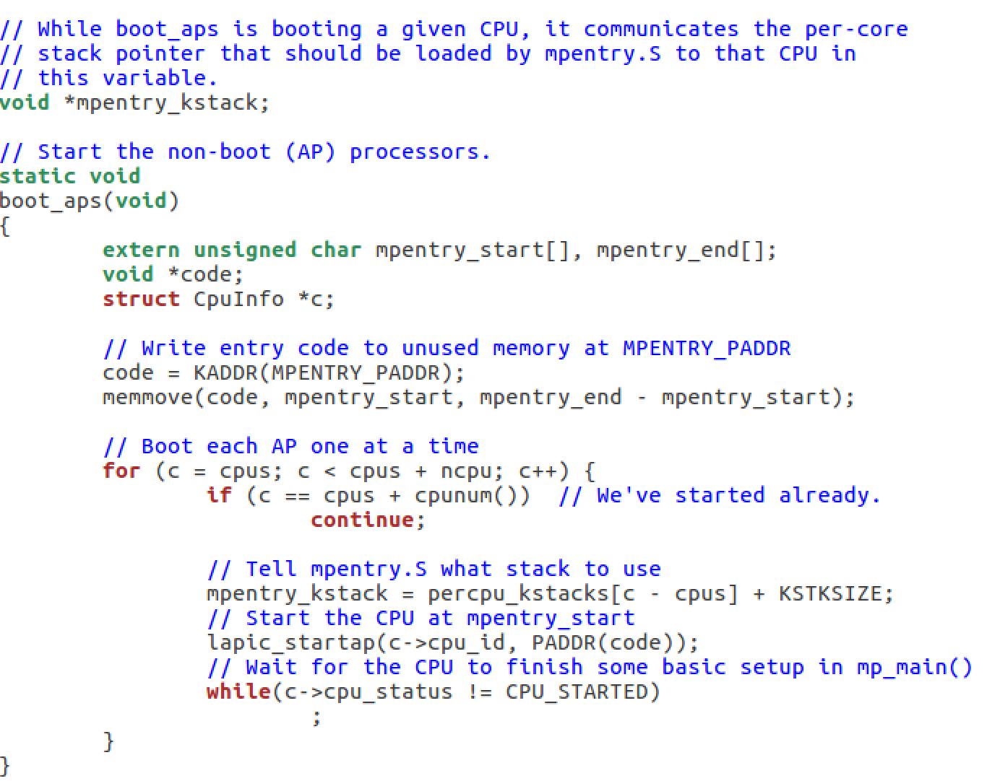 // While boot_aps is booting a given CPU, it communicates the per-core
// stack pointer that should be loaded by mpentry.S to that CPU in
// this variable.
void *mpentry_kstack;

// Start the non-boot (AP) processors.
static void
boot_aps(void)
{
        extern unsigned char mpentry_start[], mpentry_end[];
        void *code;
        struct CpuInfo *c;

        // Write entry code to unused memory at MPENTRY_PADDR
        code = KADDR(MPENTRY_PADDR);
        memmove(code, mpentry_start, mpentry_end - mpentry_start);

        // Boot each AP one at a time
        for (c = cpus; c < cpus + ncpu; c++) {
                if (c == cpus + cpunum())  // We've started already.
                        continue;

                // Tell mpentry.S what stack to use
                mpentry_kstack = percpu_kstacks[c - cpus] + KSTKSIZE;
                // Start the CPU at mpentry_start
                lapic_startap(c->cpu_id, PADDR(code));
                // Wait for the CPU to finish some basic setup in mp_main()
                while(c->cpu_status != CPU_STARTED)
                        ;
        }
}